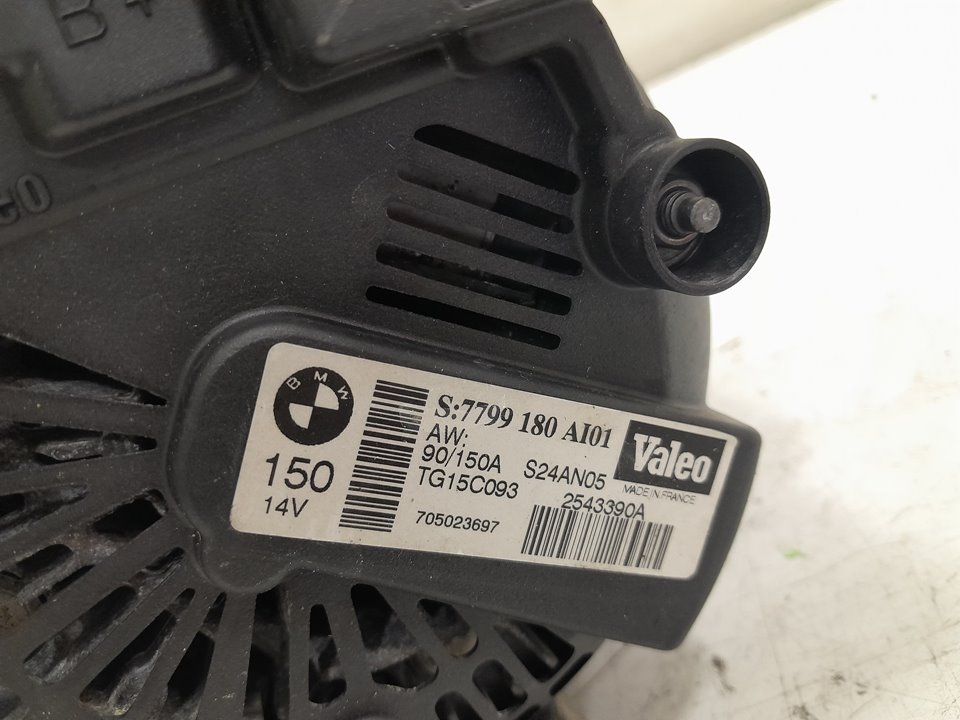 B+
BMW
150
14V
S:7799 180 AI01
AW:
90/150A
TG15C093
705023697
S24AN05
Valeo
MADE IN FRANCE
2543390A